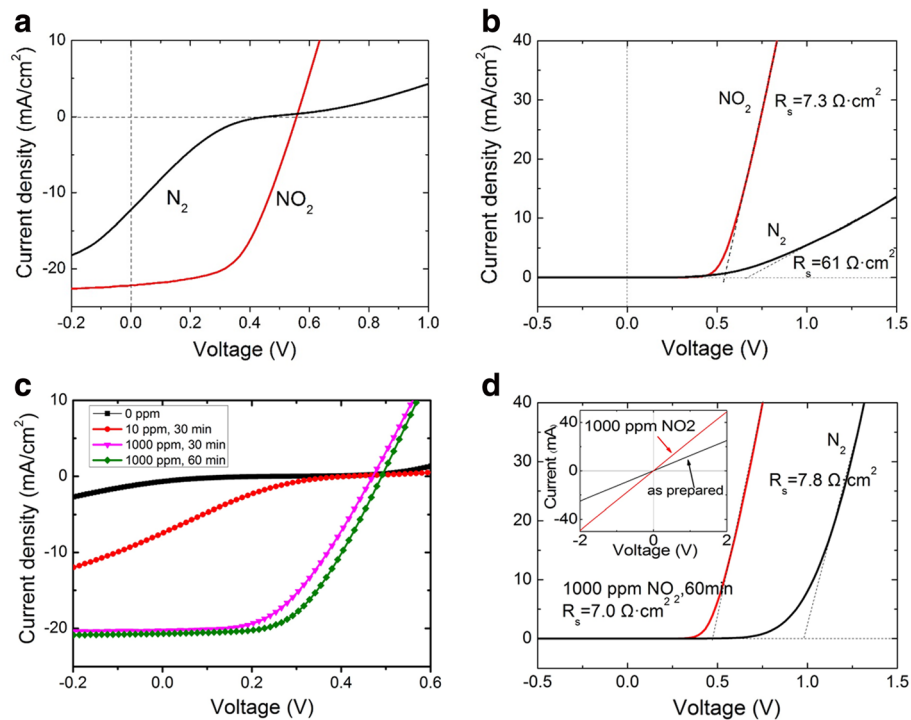 a
10
0
-10
-20
-0.2 0.0 0.2 0.4 0.6 0.8 1.0
Voltage (V)
Current density (mA/cm²)
N₂
NO₂
b
40
30
20
10
0
-0.5 0.0 0.5 1.0 1.5
Voltage (V)
Current density (mA/cm²)
NO₂
Rₛ=7.3 Ω·cm²
N₂
Rₛ=61 Ω·cm²
c
10
0
-10
-20
-0.2 0.0 0.2 0.4 0.6
Voltage (V)
Current density (mA/cm²)
0 ppm
10 ppm, 30 min
1000 ppm, 30 min
1000 ppm, 60 min
d
40
30
20
10
0
-0.5 0.0 0.5 1.0 1.5
Voltage (V)
Current density (mA/cm²)
1000 ppm NO2
as prepared
40
0
-40
-2 0 2
Voltage (V)
Current (mA)
N₂
Rₛ=7.8 Ω·cm²
1000 ppm NO₂ ₂,60min
Rₛ=7.0 Ω·cm²